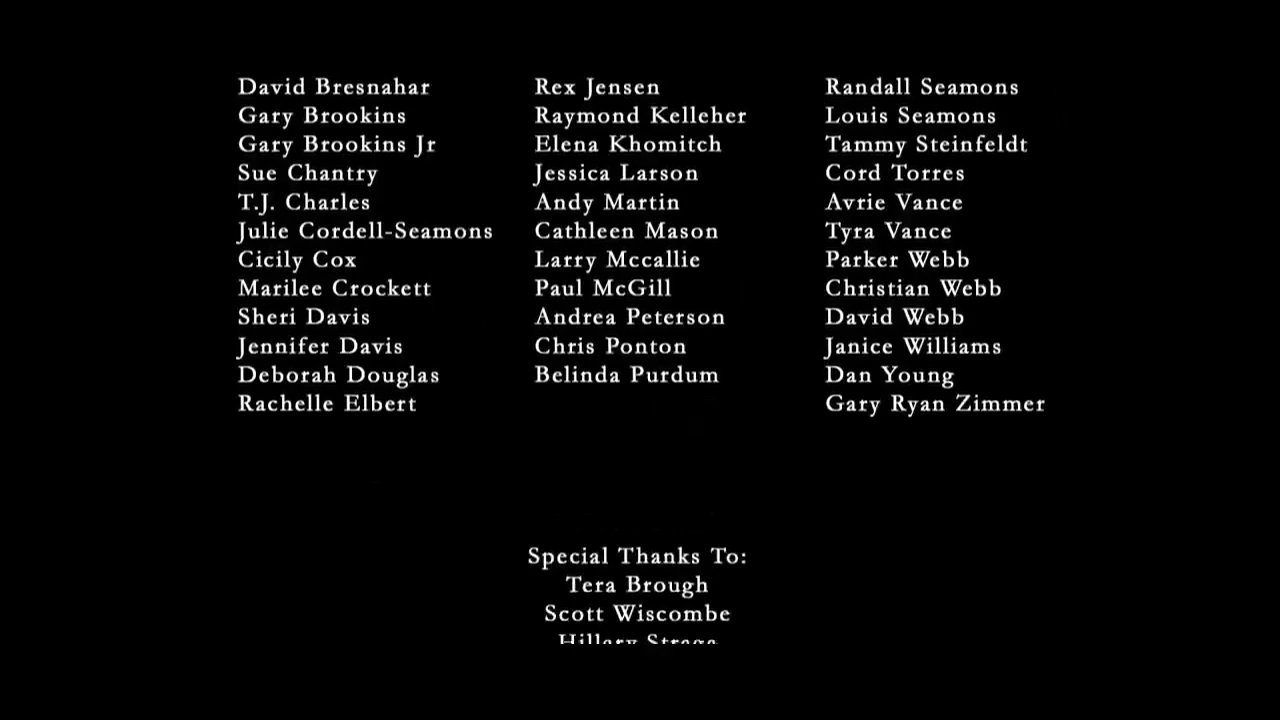 David Bresnahar
Gary Brookins
Gary Brookins Jr
Sue Chantry
T.J. Charles
Julie Cordell-Seamons
Cicily Cox
Marilee Crockett
Sheri Davis
Jennifer Davis
Deborah Douglas
Rachelle Elbert
Rex Jensen
Raymond Kelleher
Elena Khomitch
Jessica Larson
Andy Martin
Cathleen Mason
Larry Mccallie
Paul McGill
Andrea Peterson
Chris Ponton
Belinda Purdum
Randall Seamons
Louis Seamons
Tammy Steinfeldt
Cord Torres
Avrie Vance
Tyra Vance
Parker Webb
Christian Webb
David Webb
Janice Williams
Dan Young
Gary Ryan Zimmer
Special Thanks To:
Tera Brough
Scott Wiscombe
Hillary